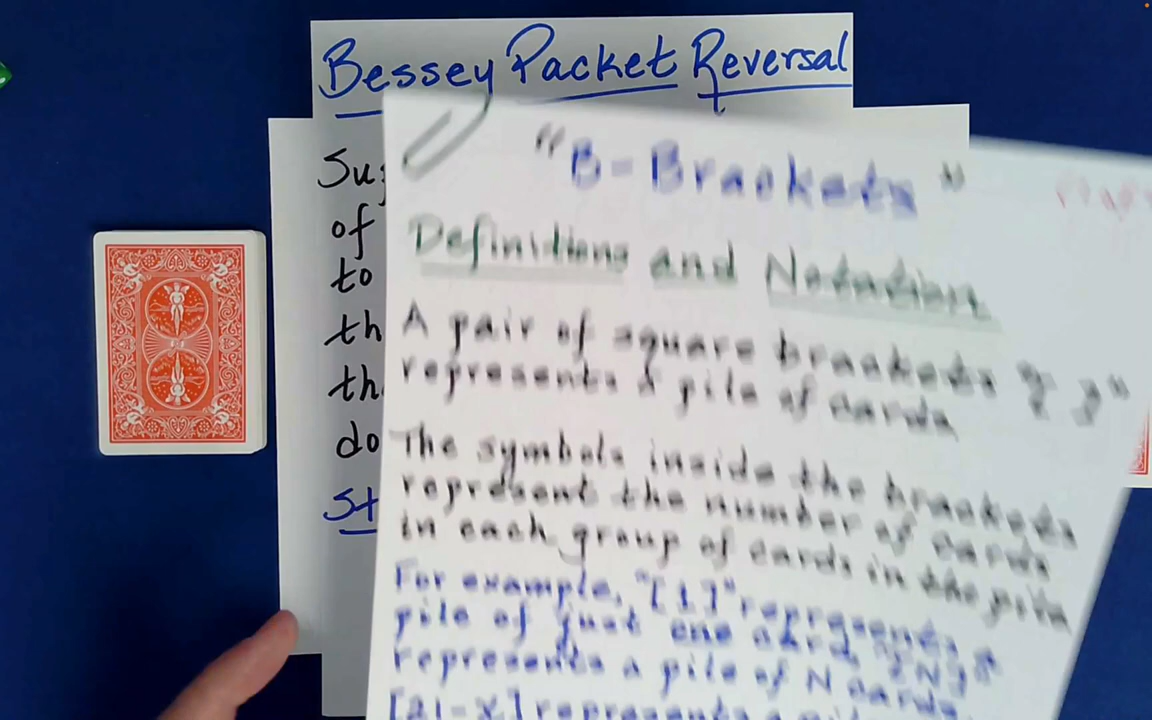 Bessey Packet Reversal
of
to
th
th
do
St
"B-Brackets"
Definitions and Notation
A pair of square brackets "[ ]"
represents a pile of cards
The symbols inside the brackets
represent the number of cards
in each group of cards in the pile
For example, "[1]" represents a
pile of just one card, "[N]"
represents a pile of N cards
[21-X] represents a